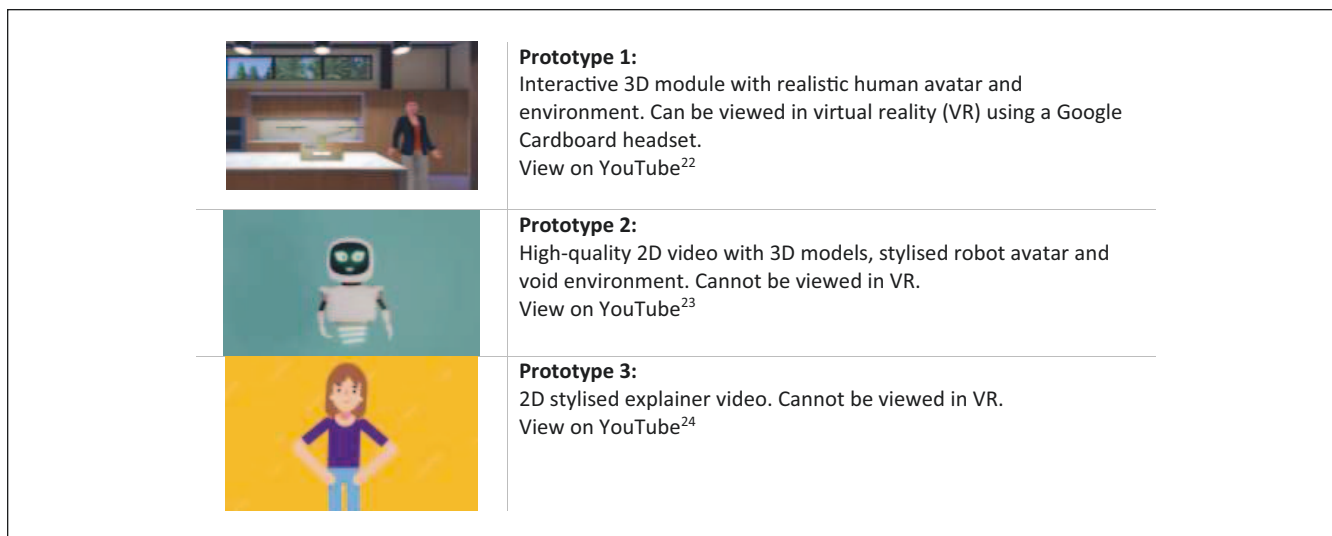 Prototype 1:
Interactive 3D module with realistic human avatar and
environment. Can be viewed in virtual reality (VR) using a Google
Cardboard headset.
View on YouTube22
Prototype 2:
High-quality 2D video with 3D models, stylised robot avatar and
void environment. Cannot be viewed in VR.
View on YouTube23
Prototype 3:
2D stylised explainer video. Cannot be viewed in VR.
View on YouTube24